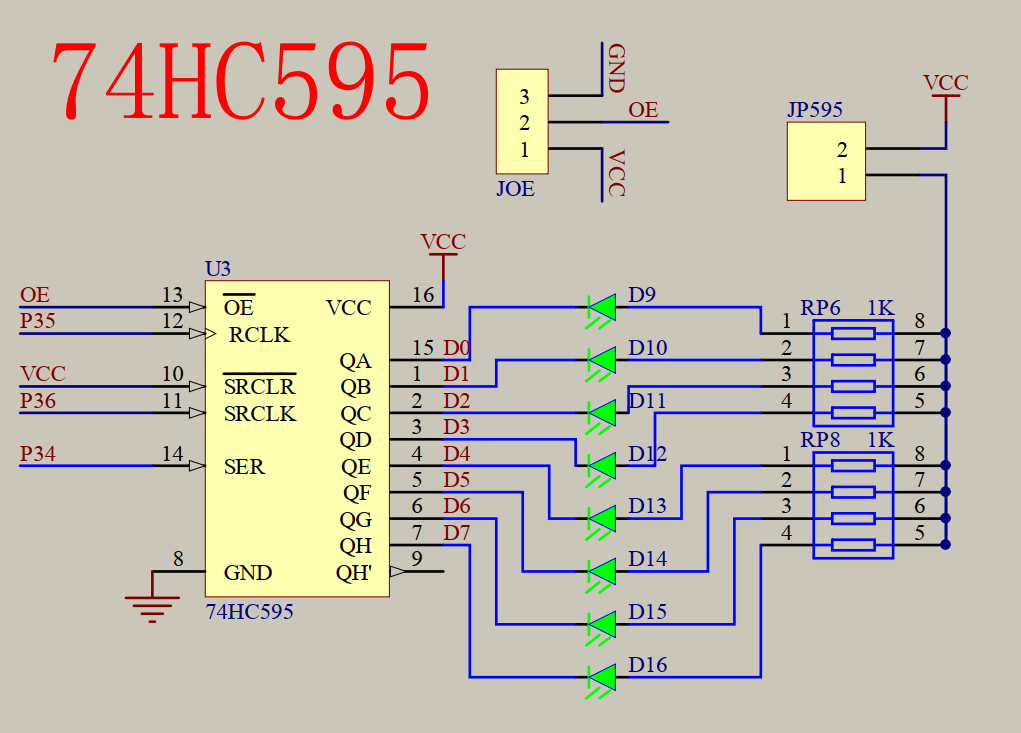 74HC595
GND
3
OE
2
1
VCC
JOE
VCC
JP595
2
1
VCC
U3
OE 13 OE VCC 16
P35 12 RCLK
QA 15 D0
VCC 10 SRCLR QB 1 D1
P36 11 SRCLK QC 2 D2
QD 3 D3
P34 14 SER QE 4 D4
QF 5 D5
QG 6 D6
QH 7 D7
8 GND QH' 9
74HC595
D9
D10
D11
D12
D13
D14
D15
D16
RP6 1K
1 8
2 7
3 6
4 5
RP8 1K
1 8
2 7
3 6
4 5